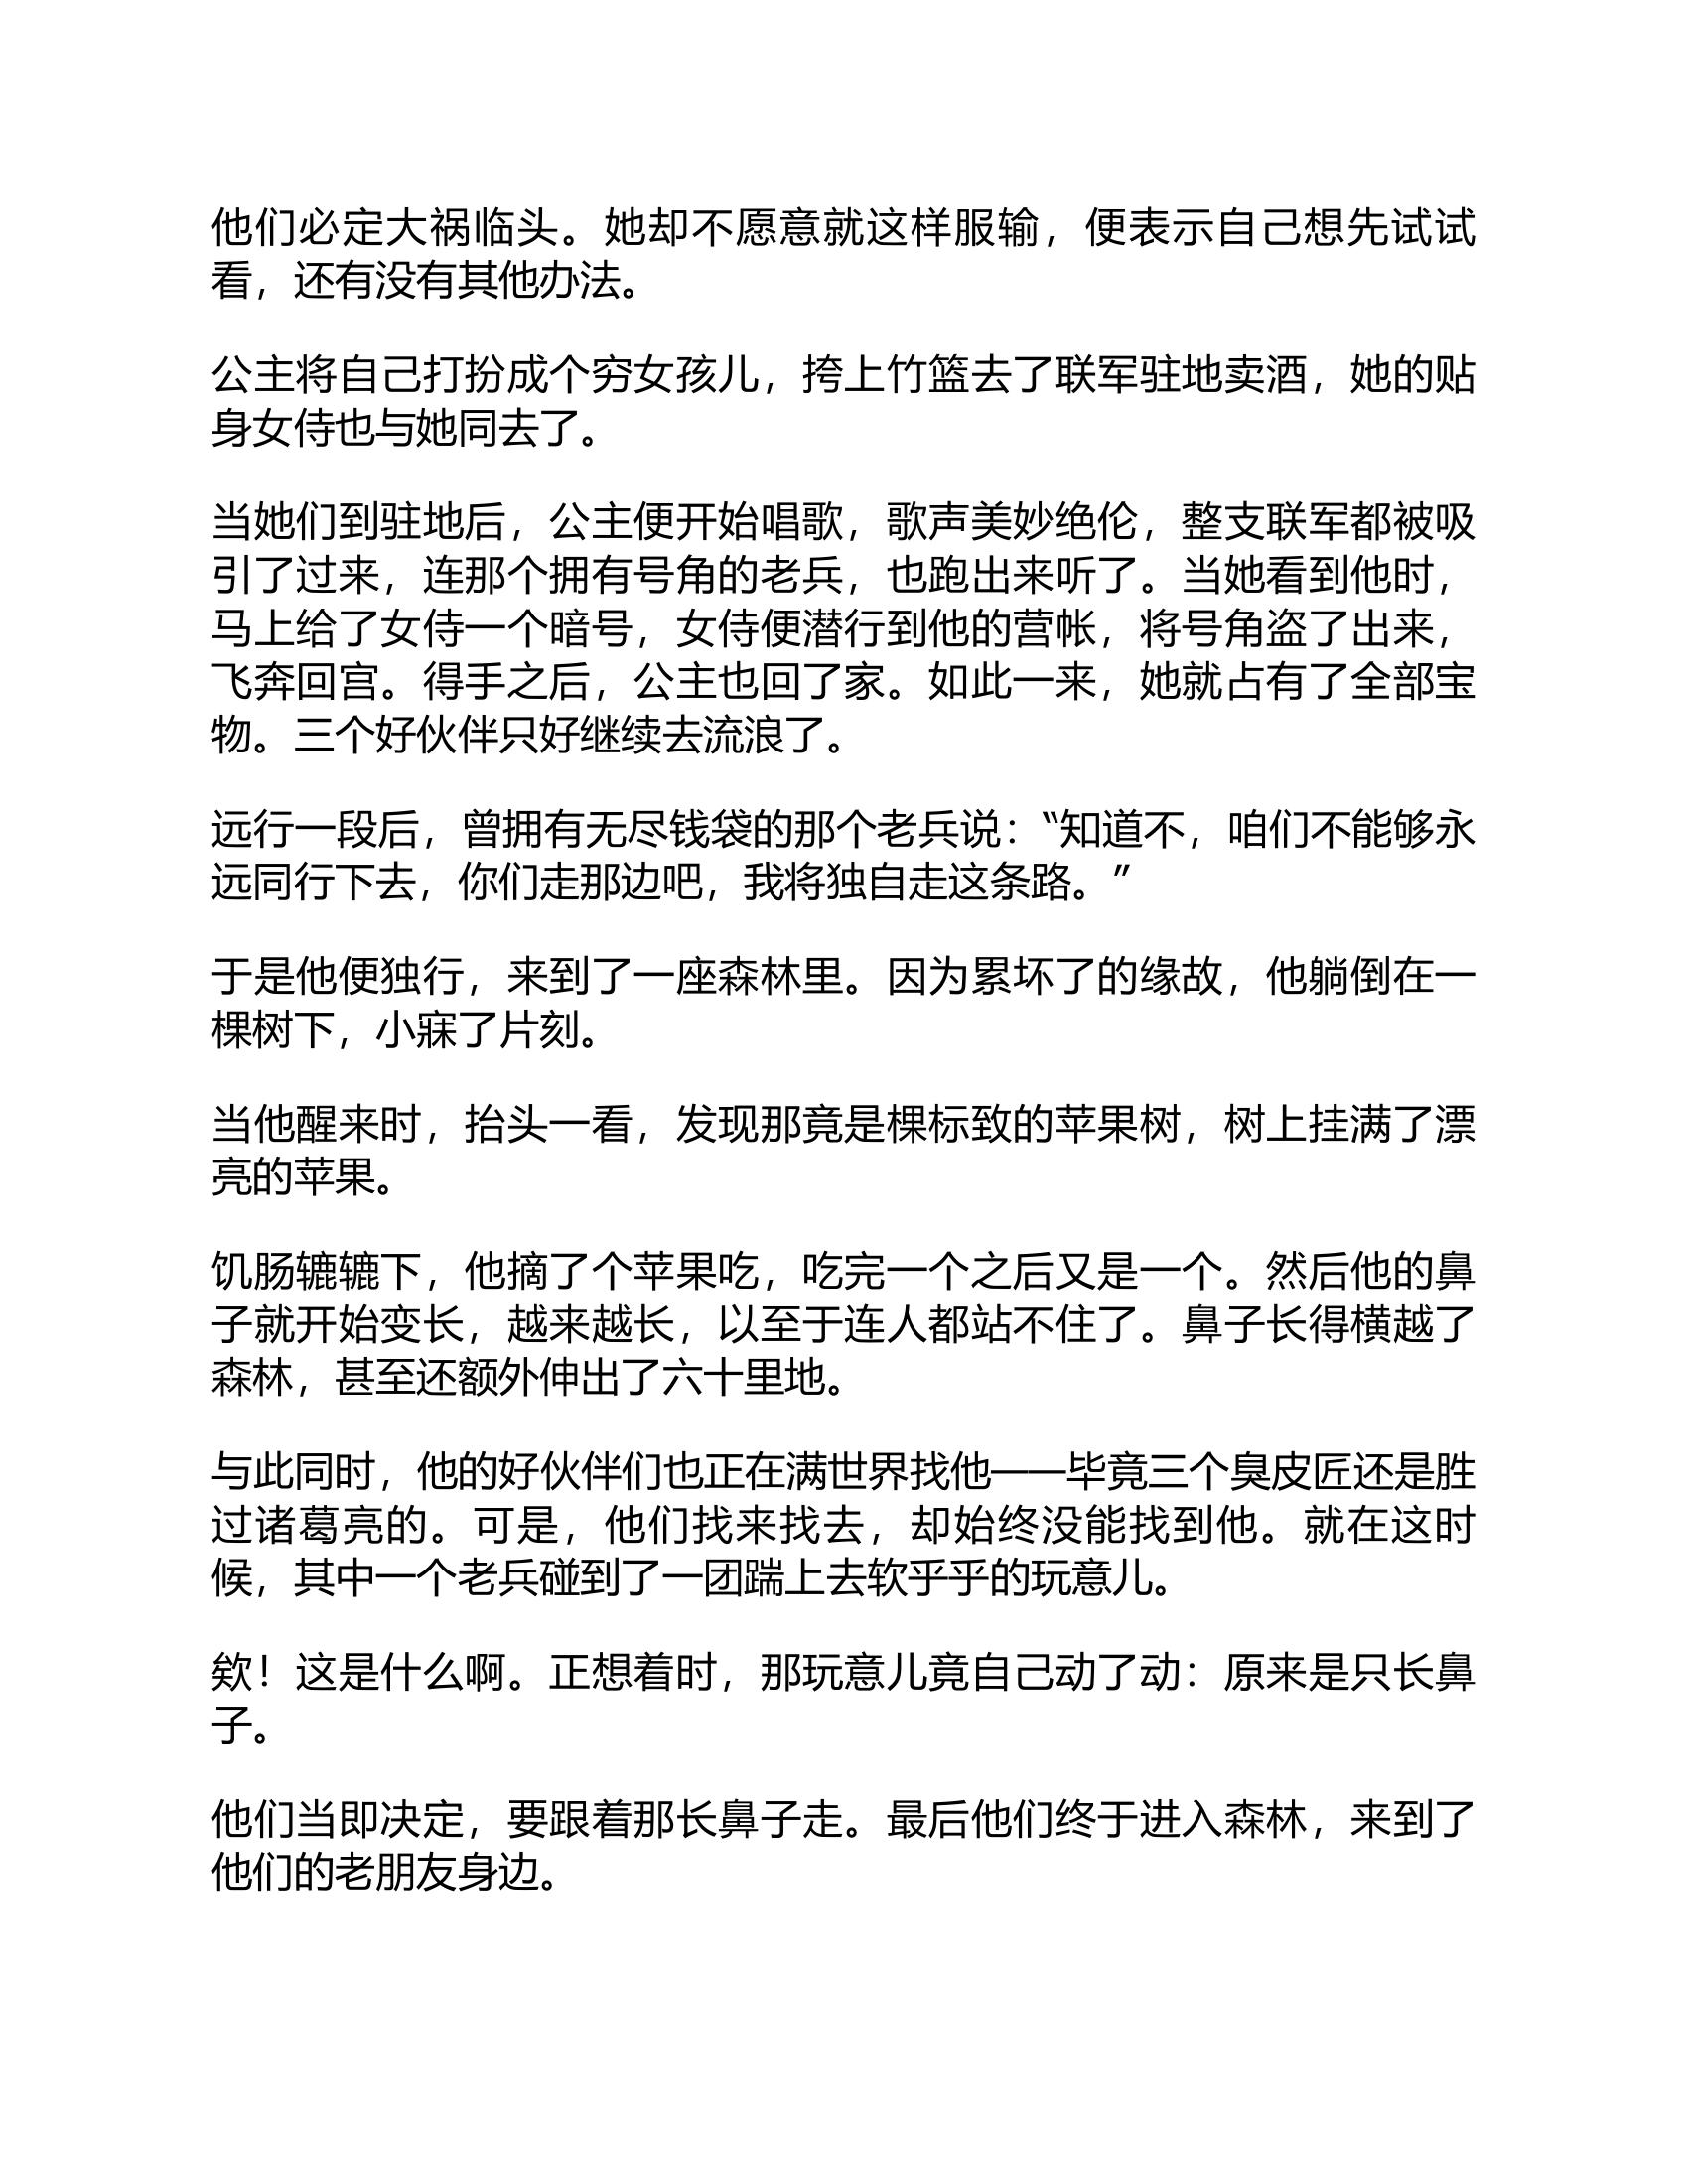 他们必定大祸临头。她却不愿意就这样服输，便表示自己想先试试
看，还有没有其他办法。
公主将自己打扮成个穷女孩儿，挎上竹篮去了联军驻地卖酒，她的贴
身女侍也与她同去了。
当她们到驻地后，公主便开始唱歌，歌声美妙绝伦，整支联军都被吸
引了过来，连那个拥有号角的老兵，也跑出来听了。当她看到他时，
马上给了女侍一个暗号，女侍便潜行到他的营帐，将号角盗了出来，
飞奔回宫。得手之后，公主也回了家。如此一来，她就占有了全部宝
物。三个好伙伴只好继续去流浪了。
远行一段后，曾拥有无尽钱袋的那个老兵说：“知道不，咱们不能够永
远同行下去，你们走那边吧，我将独自走这条路。”
于是他便独行，来到了一座森林里。因为累坏了的缘故，他躺倒在一
棵树下，小寐了片刻。
当他醒来时，抬头一看，发现那竟是棵标致的苹果树，树上挂满了漂
亮的苹果。
饥肠辘辘下，他摘了个苹果吃，吃完一个之后又是一个。然后他的鼻
子就开始变长，越来越长，以至于连人都站不住了。鼻子长得横越了
森林，甚至还额外伸出了六十里地。
与此同时，他的好伙伴们也正在满世界找他——毕竟三个臭皮匠还是胜
过诸葛亮的。可是，他们找来找去，却始终没能找到他。就在这时
候，其中一个老兵碰到了一团踹上去软乎乎的玩意儿。
欸！这是什么啊。正想着时，那玩意儿竟自己动了动：原来是只长鼻
子。
他们当即决定，要跟着那长鼻子走。最后他们终于进入森林，来到了
他们的老朋友身边。